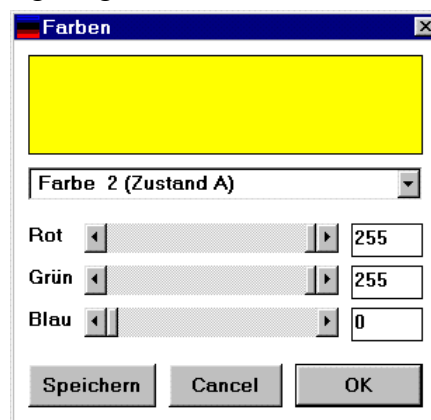 Farben
Farbe 2 (Zustand A)
Rot 255
Grün 255
Blau 0
Speichern Cancel OK